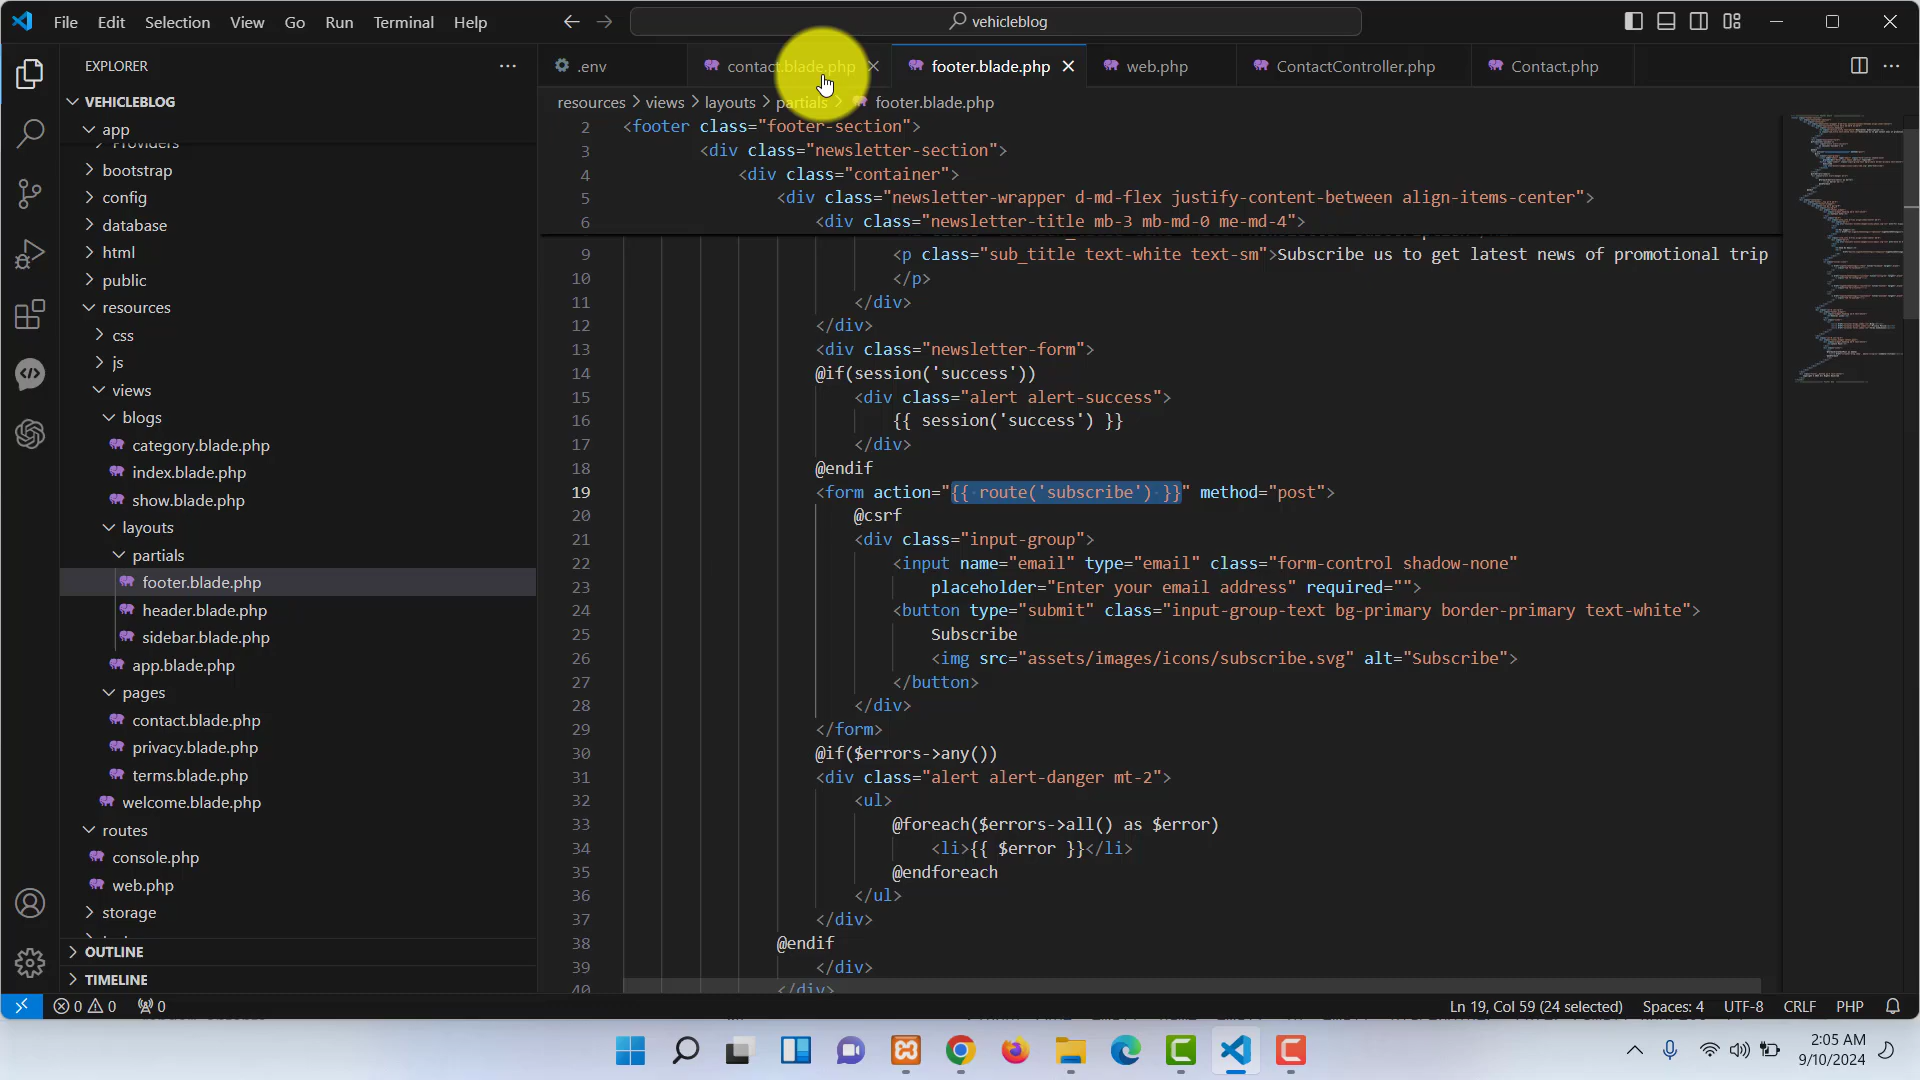 File Edit Selection View Go Run Terminal Help
vehicleblog
EXPLORER
.env
contact.blade.php
footer.blade.php
web.php
ContactController.php
Contact.php
resources > views > layouts > partials > footer.blade.php
VEHICLEBLOG
app
Providers
bootstrap
config
database
html
public
resources
css
js
views
blogs
category.blade.php
index.blade.php
show.blade.php
layouts
partials
footer.blade.php
header.blade.php
sidebar.blade.php
app.blade.php
pages
contact.blade.php
privacy.blade.php
terms.blade.php
welcome.blade.php
routes
console.php
web.php
storage
OUTLINE
TIMELINE
2 <footer class="footer-section">
3 <div class="newsletter-section">
4 <div class="container">
5 <div class="newsletter-wrapper d-md-flex justify-content-between align-items-center">
6 <div class="newsletter-title mb-3 mb-md-0 me-md-4">
9 <p class="sub_title text-white text-sm">Subscribe us to get latest news of promotional trip
10 </p>
11 </div>
12 </div>
13 <div class="newsletter-form">
14 @if(session('success'))
15 <div class="alert alert-success">
16 {{ session('success') }}
17 </div>
18 @endif
19 <form action="{{ route('subscribe') }}" method="post">
20 @csrf
21 <div class="input-group">
22 <input name="email" type="email" class="form-control shadow-none"
23 placeholder="Enter your email address" required="">
24 <button type="submit" class="input-group-text bg-primary border-primary text-white">
25 Subscribe
26 <img src="assets/images/icons/subscribe.svg" alt="Subscribe">
27 </button>
28 </div>
29 </form>
30 @if($errors->any())
31 <div class="alert alert-danger mt-2">
32 <ul>
33 @foreach($errors->all() as $error)
34 <li>{{ $error }}</li>
35 @endforeach
36 </ul>
37 </div>
38 @endif
39 </div>
40 </div>
0 0 0
Ln 19, Col 59 (24 selected) Spaces: 4 UTF-8 CRLF PHP
2:05 AM
9/10/2024